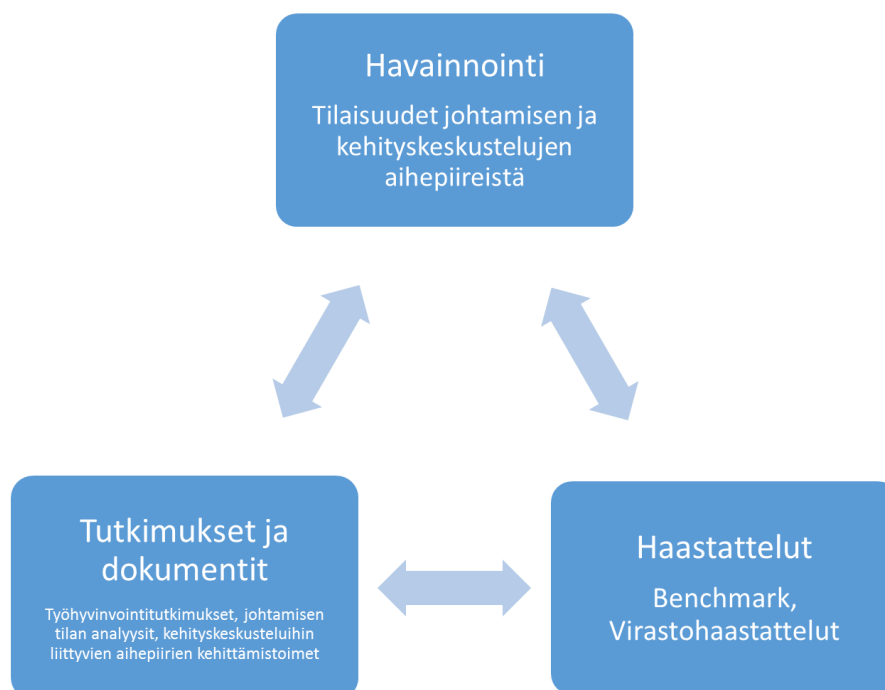 Havainnointi
Tilaisuudet johtamisen ja
kehityskeskustelujen
aihepiireistä
Tutkimukset ja
dokumentit
Työhyvinvointitutkimukset, johtamisen
tilan analyysit, kehityskeskusteluihin
liittyvien aihepiirien kehittämistoimet
Haastattelut
Benchmark,
Virastohaastattelut